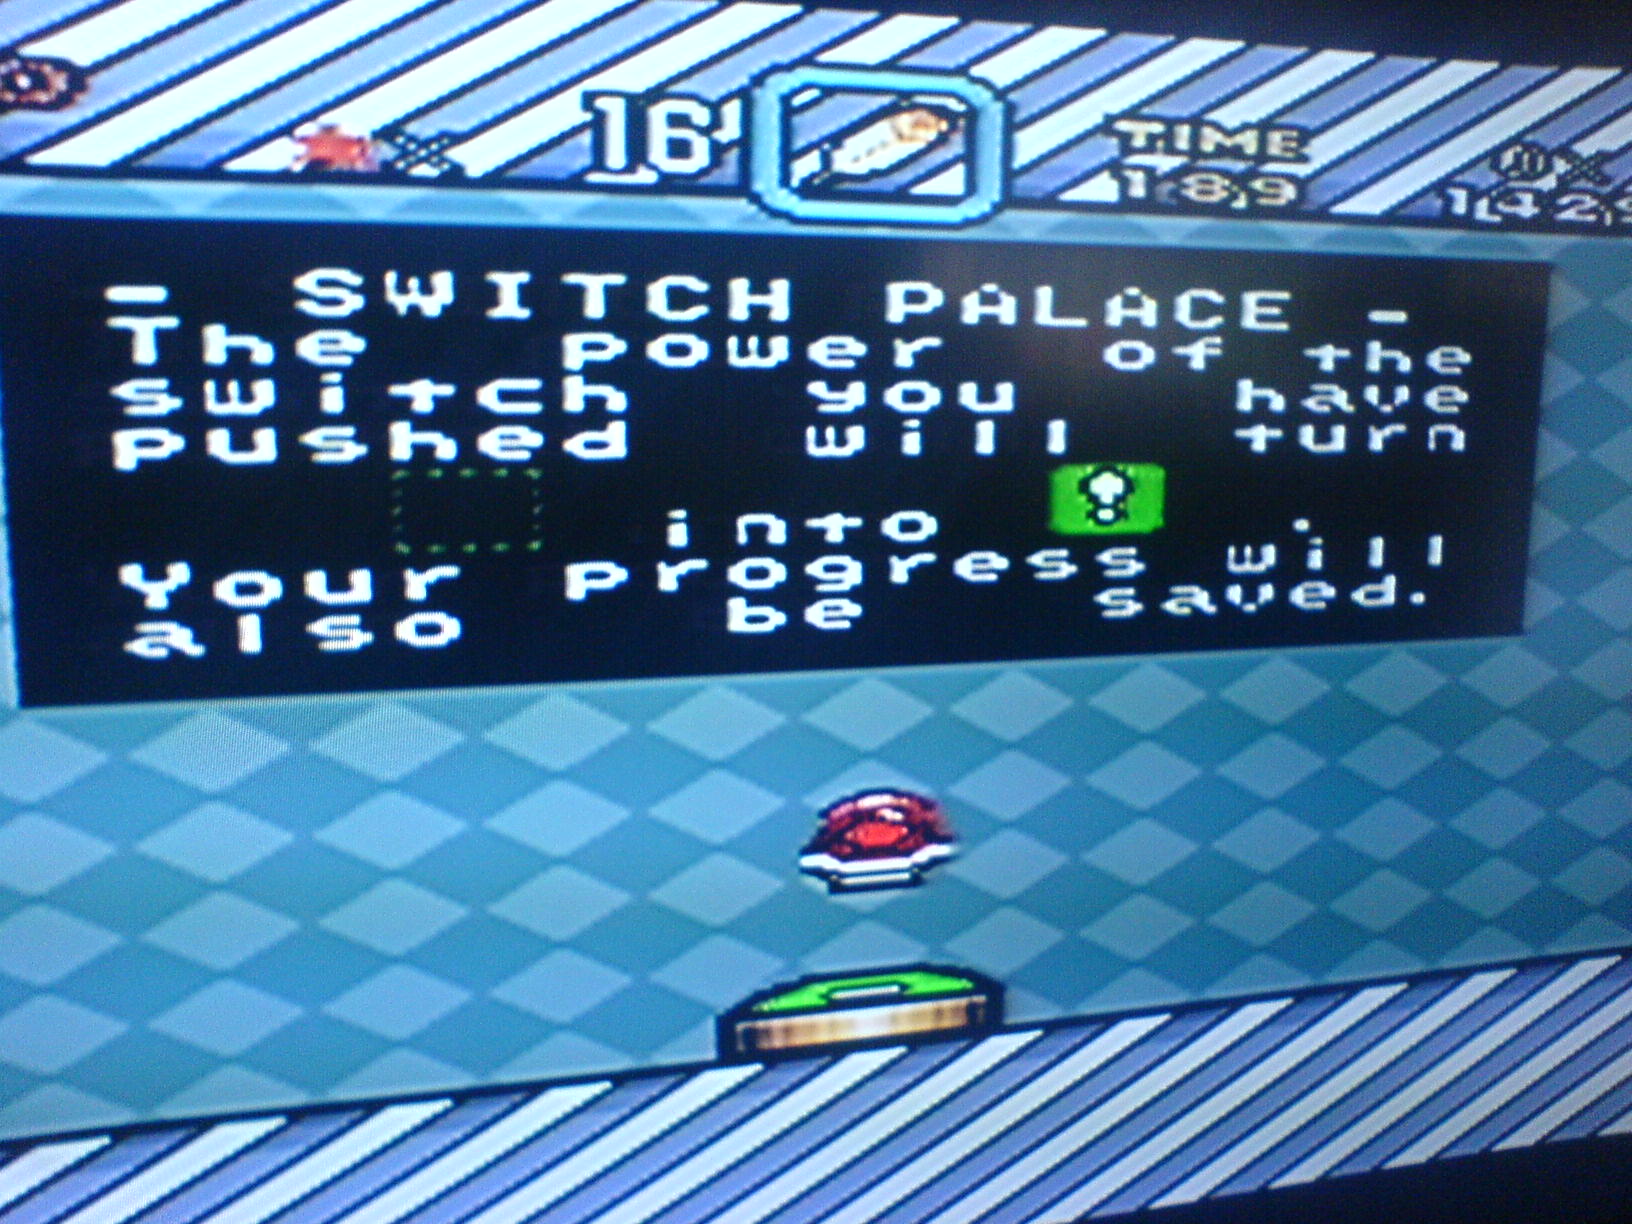 16
TIME
189
- SWITCH PALACE -
The power of the
switch you have
pushed will turn
into ! .
Your progress will
also be saved.